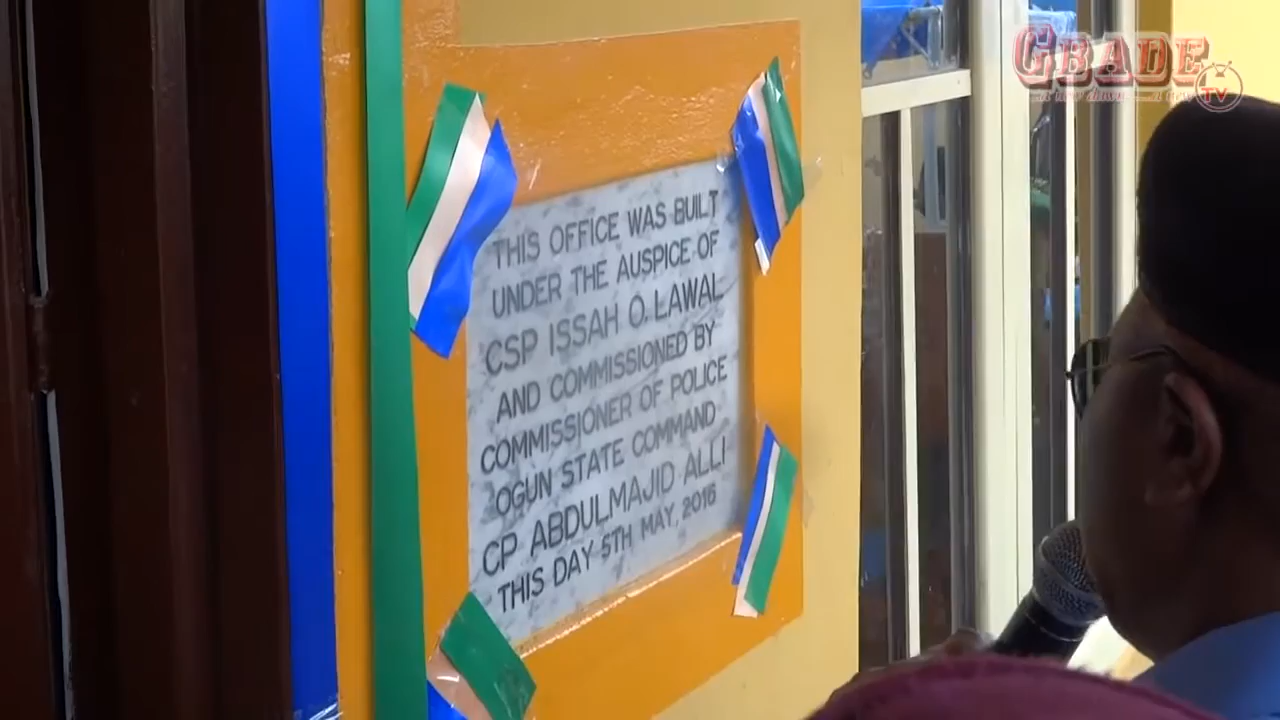 GBADE
TV
THIS OFFICE WAS BUILT
UNDER THE AUSPICE OF
CSP ISSAH O. LAWAL
AND COMMISSIONED BY
COMMISSIONER OF POLICE
OGUN STATE COMMAND
CP ABDULMAJID ALLI
THIS DAY 5TH MAY, 2016